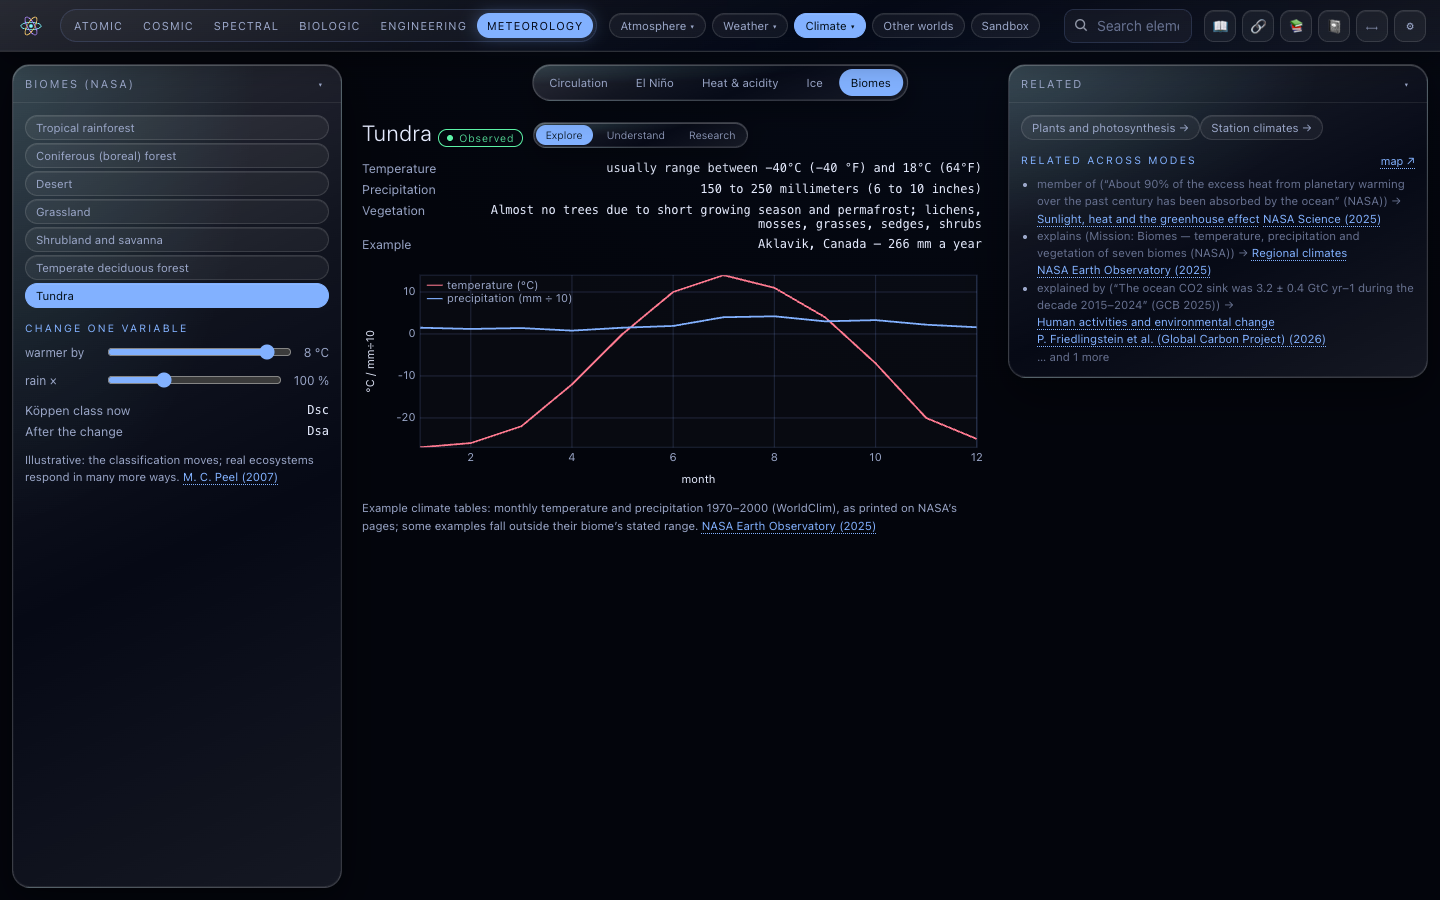 ATOMIC COSMIC SPECTRAL BIOLOGIC ENGINEERING METEOROLOGY Atmosphere ▾ Weather ▾ Climate ▾ Other worlds Sandbox Search eleme
BIOMES (NASA)
Tropical rainforest
Coniferous (boreal) forest
Desert
Grassland
Shrubland and savanna
Temperate deciduous forest
Tundra
CHANGE ONE VARIABLE
warmer by 8 °C
rain × 100 %
Köppen class now Dsc
After the change Dsa
Illustrative: the classification moves; real ecosystems
respond in many more ways. M. C. Peel (2007)
Circulation El Niño Heat & acidity Ice Biomes
Tundra Observed Explore Understand Research
Temperature usually range between −40°C (−40 °F) and 18°C (64°F)
Precipitation 150 to 250 millimeters (6 to 10 inches)
Vegetation Almost no trees due to short growing season and permafrost; lichens,
mosses, grasses, sedges, shrubs
Example Aklavik, Canada — 266 mm a year
temperature (°C)
precipitation (mm ÷ 10)
10
0
-10
-20
°C / mm÷10
2 4 6 8 10 12
month
Example climate tables: monthly temperature and precipitation 1970–2000 (WorldClim), as printed on NASA's
pages; some examples fall outside their biome's stated range. NASA Earth Observatory (2025)
RELATED
Plants and photosynthesis → Station climates →
RELATED ACROSS MODES map ↗
member of (“About 90% of the excess heat from planetary warming
over the past century has been absorbed by the ocean” (NASA)) →
Sunlight, heat and the greenhouse effect NASA Science (2025)
explains (Mission: Biomes — temperature, precipitation and
vegetation of seven biomes (NASA)) → Regional climates
NASA Earth Observatory (2025)
explained by (“The ocean CO2 sink was 3.2 ± 0.4 GtC yr−1 during the
decade 2015–2024” (GCB 2025)) →
Human activities and environmental change
P. Friedlingstein et al. (Global Carbon Project) (2026)
… and 1 more